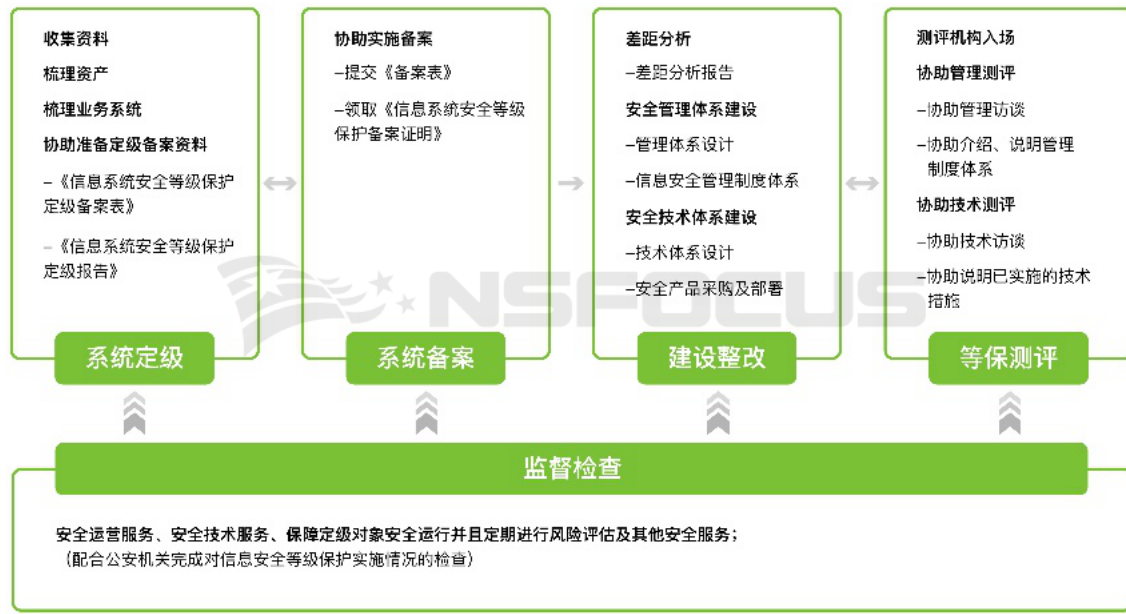 收集资料
梳理资产
梳理业务系统
协助准备定级备案资料
–《信息系统安全等级保护
定级备案表》
–《信息系统安全等级保护
定级报告》
系统定级
协助实施备案
–提交《备案表》
–领取《信息系统安全等级
保护备案证明》
系统备案
差距分析
–差距分析报告
安全管理体系建设
–管理体系设计
–信息安全管理制度体系
安全技术体系建设
–技术体系设计
–安全产品采购及部署
建设整改
测评机构入场
协助管理测评
–协助管理访谈
–协助介绍、说明管理
制度体系
协助技术测评
–协助技术访谈
–协助说明已实施的技术
措施
等保测评
NSFOCUS
监督检查
安全运营服务、安全技术服务、保障定级对象安全运行并且定期进行风险评估及其他安全服务；
（配合公安机关完成对信息安全等级保护实施情况的检查）